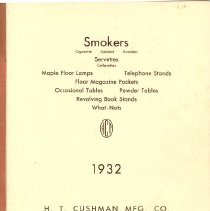 Smokers
Cigarette Cabinet Humidor
Servettes
Cellarettes
Maple Floor Lamps Telephone Stands
Floor Magazine Pockets
Occasional Tables Powder Tables
Revolving Book Stands
What-Nots
1932
H. T. CUSHMAN MFG. CO.